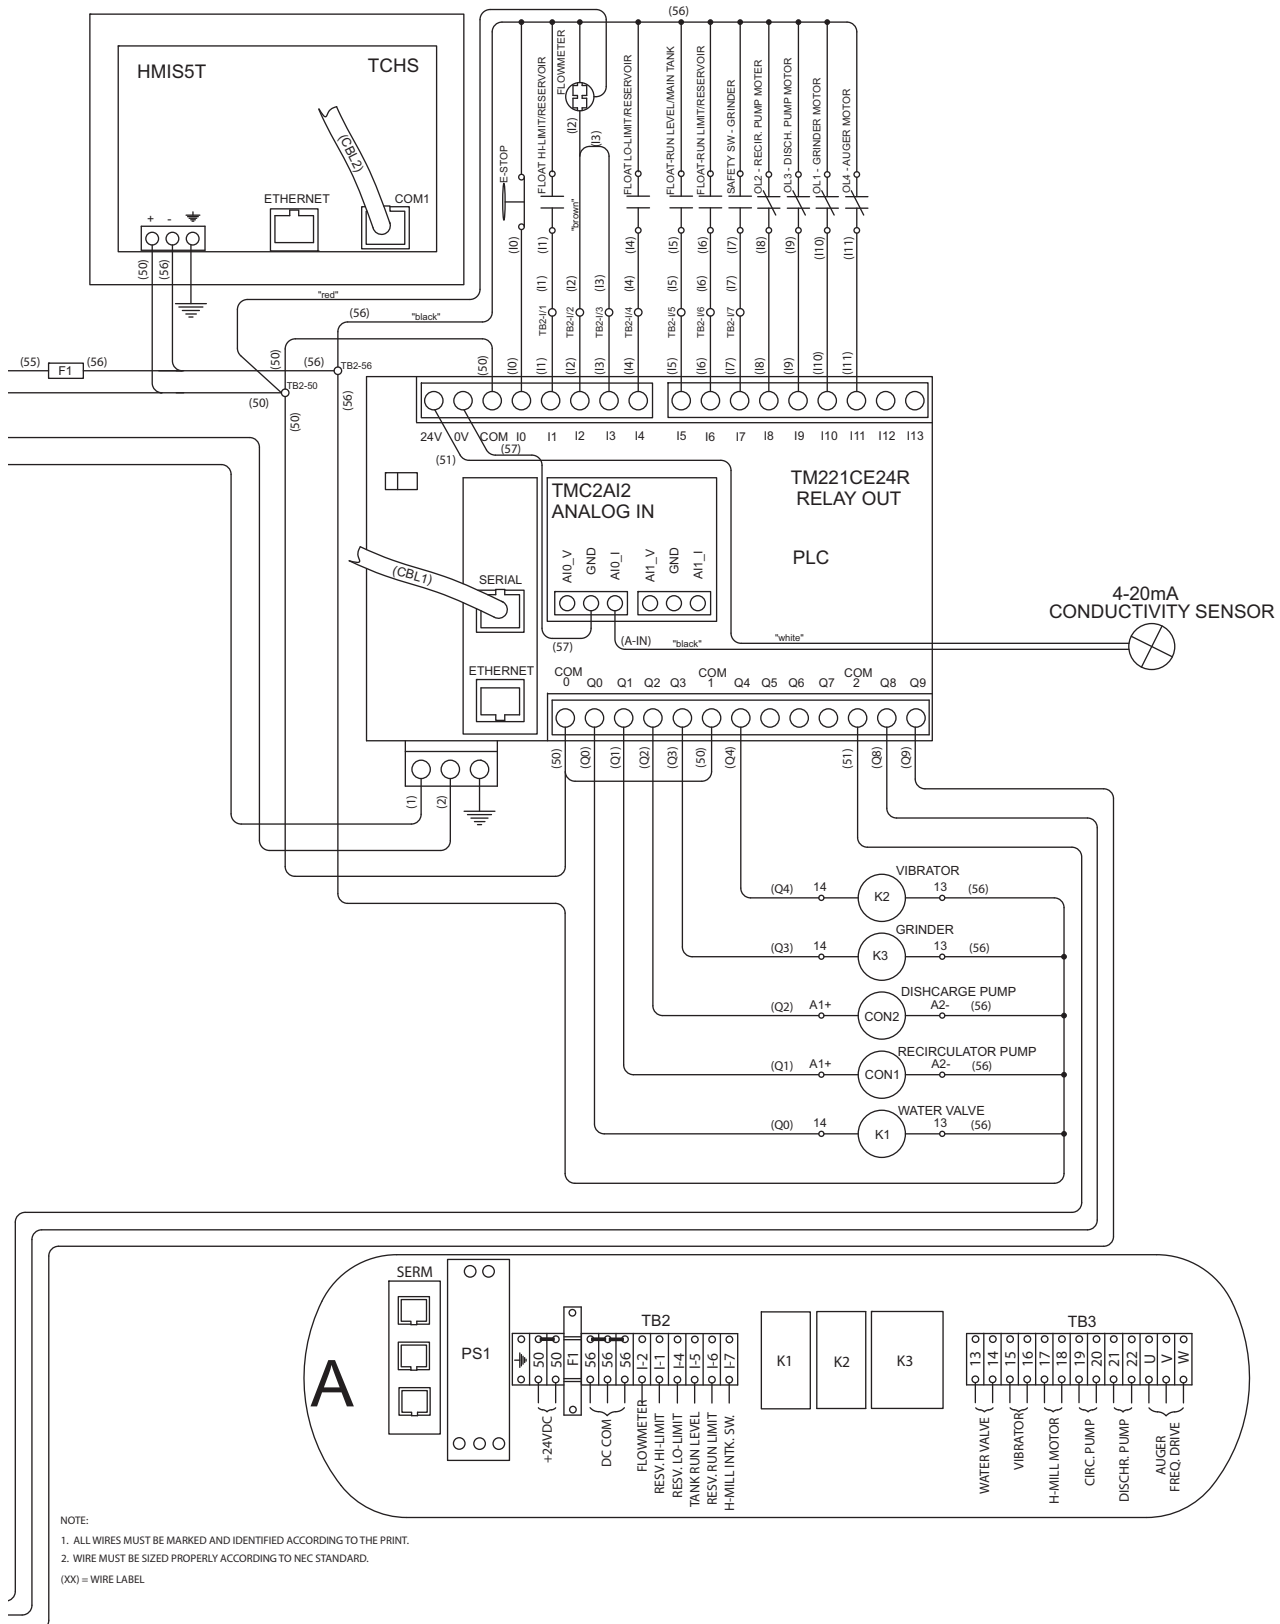 (56)
HMIS5T
TCHS
(CBL2)
ETHERNET
COM1
+
-
(50)
(56)
E-STOP
FLOAT HI-LIMIT/RESERVOIR
FLOWMETER
FLOAT LO-LIMIT/RESERVOIR
FLOAT-RUN LEVEL/MAIN TANK
FLOAT-RUN LIMIT/RESERVOIR
SAFETY SW - GRINDER
OL2 - RECIR. PUMP MOTER
OL3 - DISCH. PUMP MOTOR
OL1 - GRINDER MOTOR
OL4 - AUGER MOTOR
(I2)
(I3)
"brown"
(I0)
(I1)
(I4)
(I5)
(I6)
(I7)
(I8)
(I9)
(I10)
(I11)
(I1)
(I2)
(I3)
(I4)
(I5)
(I6)
(I7)
"red"
(56)
"black"
TB2-I/1
TB2-I/2
TB2-I/3
TB2-I/4
TB2-I/5
TB2-I/6
TB2-I/7
(55)
F1
(56)
(50)
(56)
TB2-56
TB2-50
(50)
(50)
(56)
(50)
(I0)
(I1)
(I2)
(I3)
(I4)
(I5)
(I6)
(I7)
(I8)
(I9)
(I10)
(I11)
24V
0V
COM
I0
I1
I2
I3
I4
I5
I6
I7
I8
I9
I10
I11
I12
I13
(51)
(57)
TM221CE24R
RELAY OUT
PLC
TMC2AI2
ANALOG IN
AI0_V
GND
AI0_I
AI1_V
GND
AI1_I
(CBL1)
SERIAL
ETHERNET
(57)
(A-IN)
"black"
"white"
4-20mA
CONDUCTIVITY SENSOR
COM
0
Q0
Q1
Q2
Q3
COM
1
Q4
Q5
Q6
Q7
COM
2
Q8
Q9
(50)
(Q0)
(Q1)
(Q2)
(Q3)
(50)
(Q4)
(51)
(Q8)
(Q9)
(1)
(2)
VIBRATOR
(Q4)
14
K2
13
(56)
GRINDER
(Q3)
14
K3
13
(56)
DISHCARGE PUMP
(Q2)
A1+
CON2
A2-
(56)
RECIRCULATOR PUMP
(Q1)
A1+
CON1
A2-
(56)
WATER VALVE
(Q0)
14
K1
13
(56)
A
SERM
PS1
TB2
50
50
F1
56
56
56
I-2
I-1
I-4
I-5
I-6
I-7
+24VDC
DC COM
FLOWMETER
RESV. HI-LIMIT
RESV. LO-LIMIT
TANK RUN LEVEL
RESV. RUN LIMIT
H-MILL INTK. SW.
K1
K2
K3
TB3
13
14
15
16
17
18
19
20
21
22
U
V
W
WATER VALVE
VIBRATOR
H-MILL MOTOR
CIRC. PUMP
DISCHR. PUMP
AUGER
FREQ. DRIVE
NOTE:
1. ALL WIRES MUST BE MARKED AND IDENTIFIED ACCORDING TO THE PRINT.
2. WIRE MUST BE SIZED PROPERLY ACCORDING TO NEC STANDARD.
(XX) = WIRE LABEL